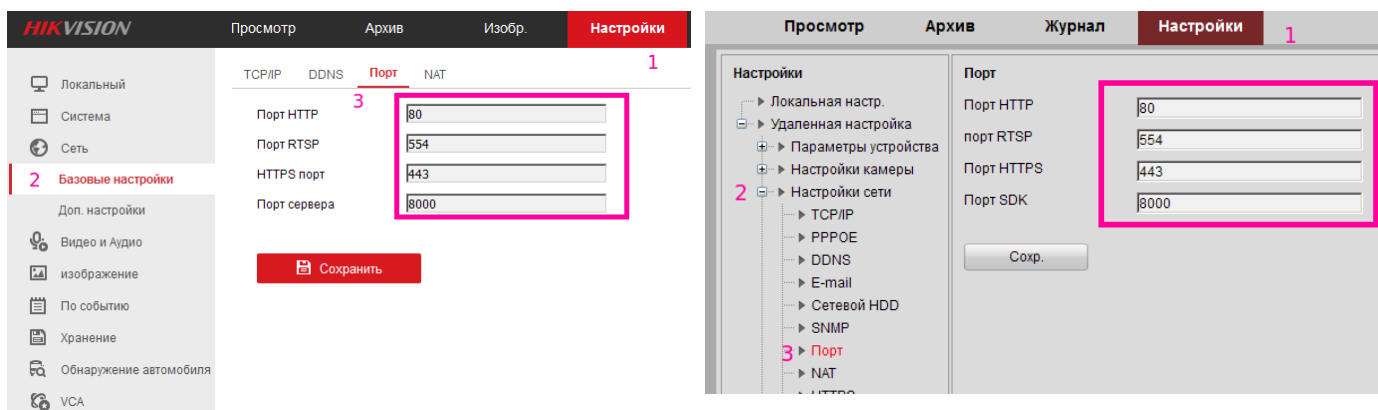 HIKVISION
Просмотр Архив Изобр. Настройки
1
Локальный
Система
Сеть
2 Базовые настройки
Доп. настройки
Видео и Аудио
изображение
По событию
Хранение
Обнаружение автомобиля
VCA
TCP/IP DDNS Порт NAT
3
Порт HTTP 80
Порт RTSP 554
HTTPS порт 443
Порт сервера 8000
Сохранить
Просмотр Архив Журнал Настройки
1
Настройки
Локальная настр.
Удаленная настройка
Параметры устройства
Настройки камеры
2 Настройки сети
TCP/IP
PPPOE
DDNS
E-mail
Сетевой HDD
SNMP
3 Порт
NAT
HTTPS
Порт
Порт HTTP 80
порт RTSP 554
Порт HTTPS 443
Порт SDK 8000
Сохр.